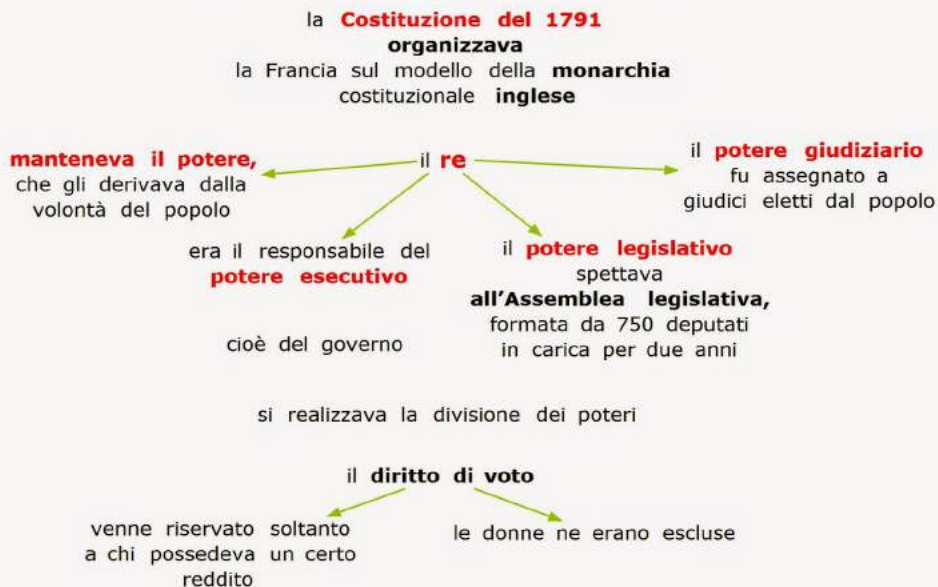 la Costituzione del 1791
organizzava
la Francia sul modello della monarchia
costituzionale inglese
manteneva il potere,
che gli derivava dalla
volontà del popolo
il re
il potere giudiziario
fu assegnato a
giudici eletti dal popolo
era il responsabile del
potere esecutivo
cioè del governo
il potere legislativo
spettava
all'Assemblea legislativa,
formata da 750 deputati
in carica per due anni
si realizzava la divisione dei poteri
il diritto di voto
venne riservato soltanto
a chi possedeva un certo
reddito
le donne ne erano escluse